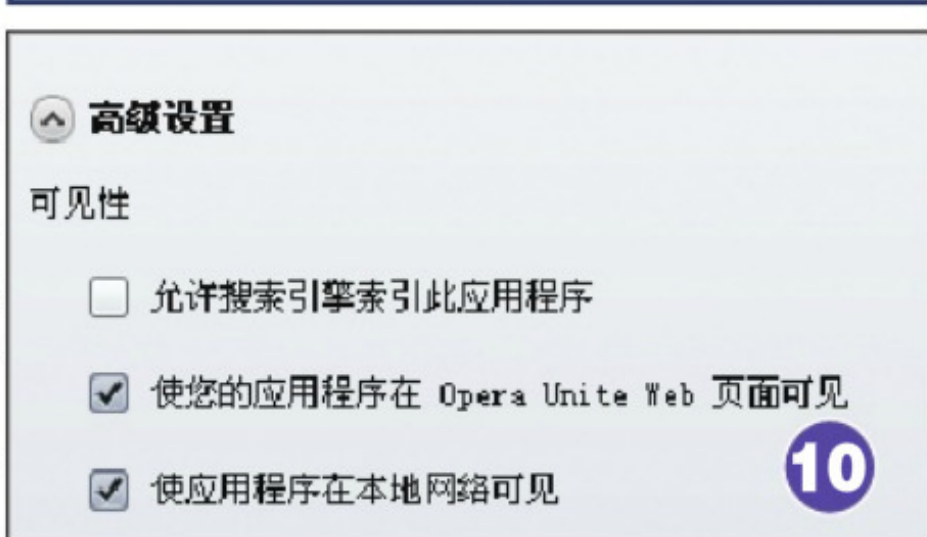 高级设置
可见性
允许搜索引擎索引此应用程序
使您的应用程序在 Opera Unite Web 页面可见
使应用程序在本地网络可见
10